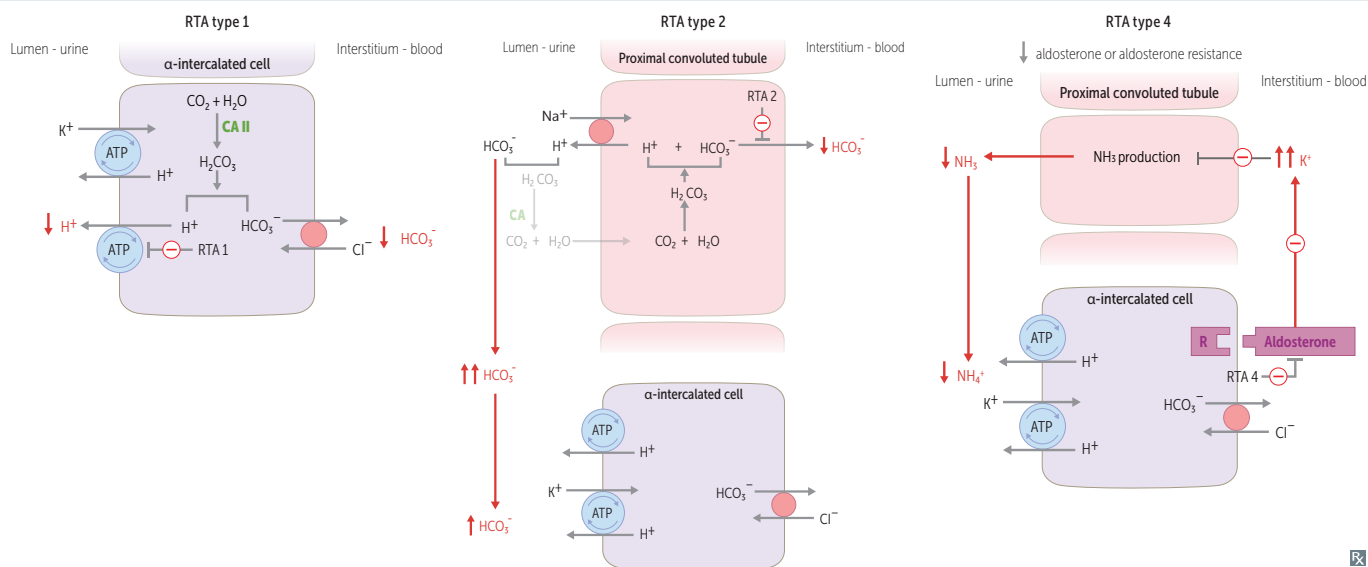 RTA type 1
Lumen - urine
Interstitium - blood
α-intercalated cell
CO₂ + H₂O
CA II
K⁺
ATP
H₂CO₃
H⁺
↓ H⁺
H⁺
HCO₃⁻
ATP
RTA 1
Cl⁻
↓ HCO₃⁻
RTA type 2
Lumen - urine
Interstitium - blood
Proximal convoluted tubule
RTA 2
Na⁺
HCO₃⁻
H⁺
H⁺ + HCO₃⁻
↓ HCO₃⁻
H₂CO₃
H₂CO₃
CA
CO₂ + H₂O
CO₂ + H₂O
↑↑ HCO₃⁻
α-intercalated cell
ATP
H⁺
K⁺
HCO₃⁻
ATP
Cl⁻
↑ HCO₃⁻
H⁺
RTA type 4
↓ aldosterone or aldosterone resistance
Lumen - urine
Interstitium - blood
Proximal convoluted tubule
↓ NH₃
NH₃ production
↑↑ K⁺
α-intercalated cell
ATP
R
Aldosterone
H⁺
↓ NH₄⁺
RTA 4
K⁺
HCO₃⁻
ATP
Cl⁻
H⁺
Rx